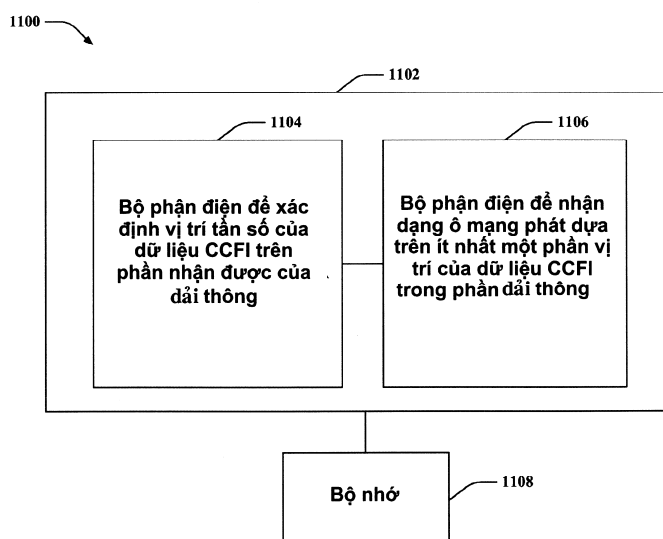 1100
1102
1104
1106
Bộ phận điện để xác
định vị trí tần số của
dữ liệu CCFI trên
phần nhận được của
dải thông
Bộ phận điện để nhận
dạng ô mạng phát dựa
trên ít nhất một phần vị
trí của dữ liệu CCFI
trong phần dải thông
Bộ nhớ
1108